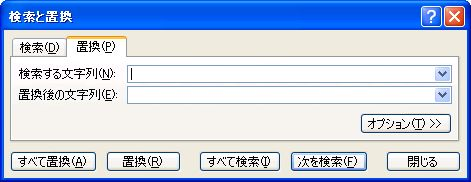 検索と置換
検索(D) 置換(P)
検索する文字列(N):
置換後の文字列(E):
オプション(T) >>
すべて置換(A) 置換(R) すべて検索(I) 次を検索(F) 閉じる